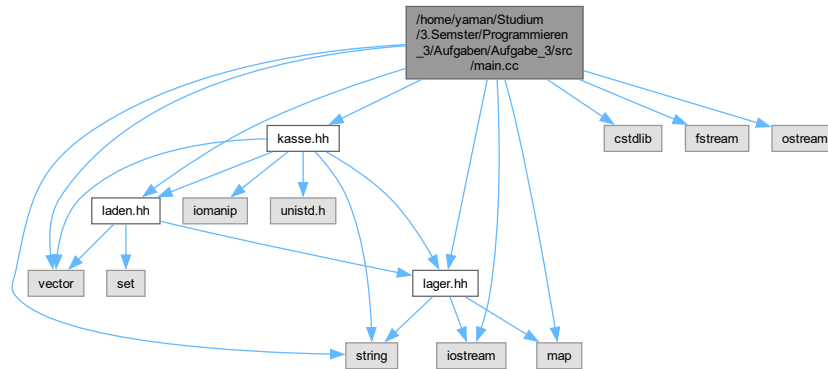 /home/yaman/Studium
/3.Semster/Programmieren
_3/Aufgaben/Aufgabe_3/src
/main.cc
kasse.hh
cstdlib
fstream
ostream
laden.hh
iomanip
unistd.h
vector
set
lager.hh
string
iostream
map